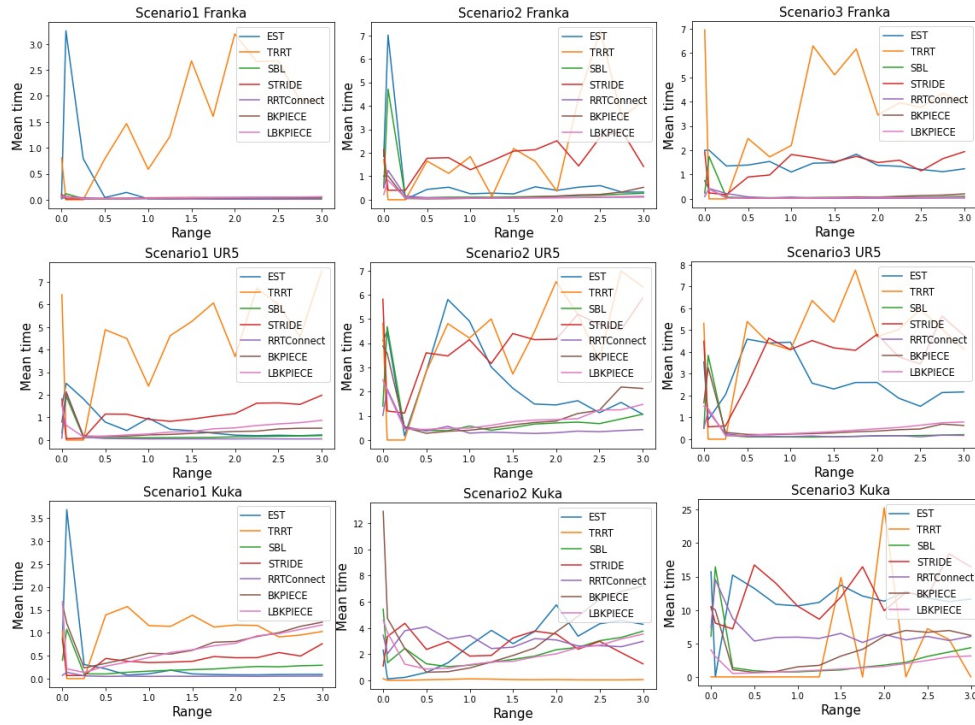 Scenario1 Franka
Mean time
3.0
2.5
2.0
1.5
1.0
0.5
0.0
EST
TRRT
SBL
STRIDE
RRTConnect
BKPIECE
LBKPIECE
0.0 0.5 1.0 1.5 2.0 2.5 3.0
Range
Scenario2 Franka
Mean time
7
6
5
4
3
2
1
0
EST
TRRT
SBL
STRIDE
RRTConnect
BKPIECE
LBKPIECE
0.0 0.5 1.0 1.5 2.0 2.5 3.0
Range
Scenario3 Franka
Mean time
7
6
5
4
3
2
1
0
EST
TRRT
SBL
STRIDE
RRTConnect
BKPIECE
LBKPIECE
0.0 0.5 1.0 1.5 2.0 2.5 3.0
Range
Scenario1 UR5
Mean time
7
6
5
4
3
2
1
0
EST
TRRT
SBL
STRIDE
RRTConnect
BKPIECE
LBKPIECE
0.0 0.5 1.0 1.5 2.0 2.5 3.0
Range
Scenario2 UR5
Mean time
7
6
5
4
3
2
1
0
EST
TRRT
SBL
STRIDE
RRTConnect
BKPIECE
LBKPIECE
0.0 0.5 1.0 1.5 2.0 2.5 3.0
Range
Scenario3 UR5
Mean time
8
7
6
5
4
3
2
1
0
EST
TRRT
SBL
STRIDE
RRTConnect
BKPIECE
LBKPIECE
0.0 0.5 1.0 1.5 2.0 2.5 3.0
Range
Scenario1 Kuka
Mean time
3.5
3.0
2.5
2.0
1.5
1.0
0.5
0.0
EST
TRRT
SBL
STRIDE
RRTConnect
BKPIECE
LBKPIECE
0.0 0.5 1.0 1.5 2.0 2.5 3.0
Range
Scenario2 Kuka
Mean time
12
10
8
6
4
2
0
EST
TRRT
SBL
STRIDE
RRTConnect
BKPIECE
LBKPIECE
0.0 0.5 1.0 1.5 2.0 2.5 3.0
Range
Scenario3 Kuka
Mean time
25
20
15
10
5
0
EST
TRRT
SBL
STRIDE
RRTConnect
BKPIECE
LBKPIECE
0.0 0.5 1.0 1.5 2.0 2.5 3.0
Range